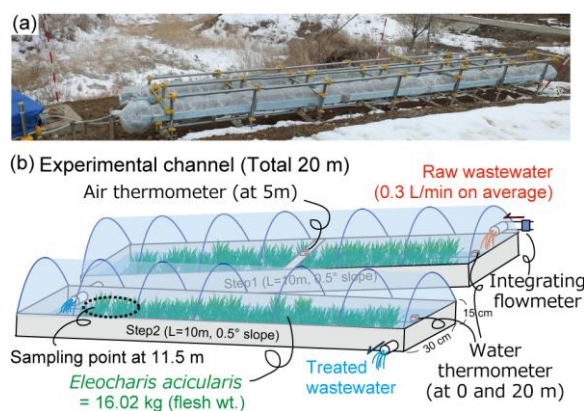 (a)
(b) Experimental channel (Total 20 m)
Air thermometer (at 5m)
Raw wastewater
(0.3 L/min on average)
Step1 (L=10m, 0.5° slope)
Integrating
flowmeter
Step2 (L=10m, 0.5° slope)
15 cm
30 cm
Sampling point at 11.5 m
Eleocharis acicularis
= 16.02 kg (flesh wt.)
Treated
wastewater
Water
thermometer
(at 0 and 20 m)